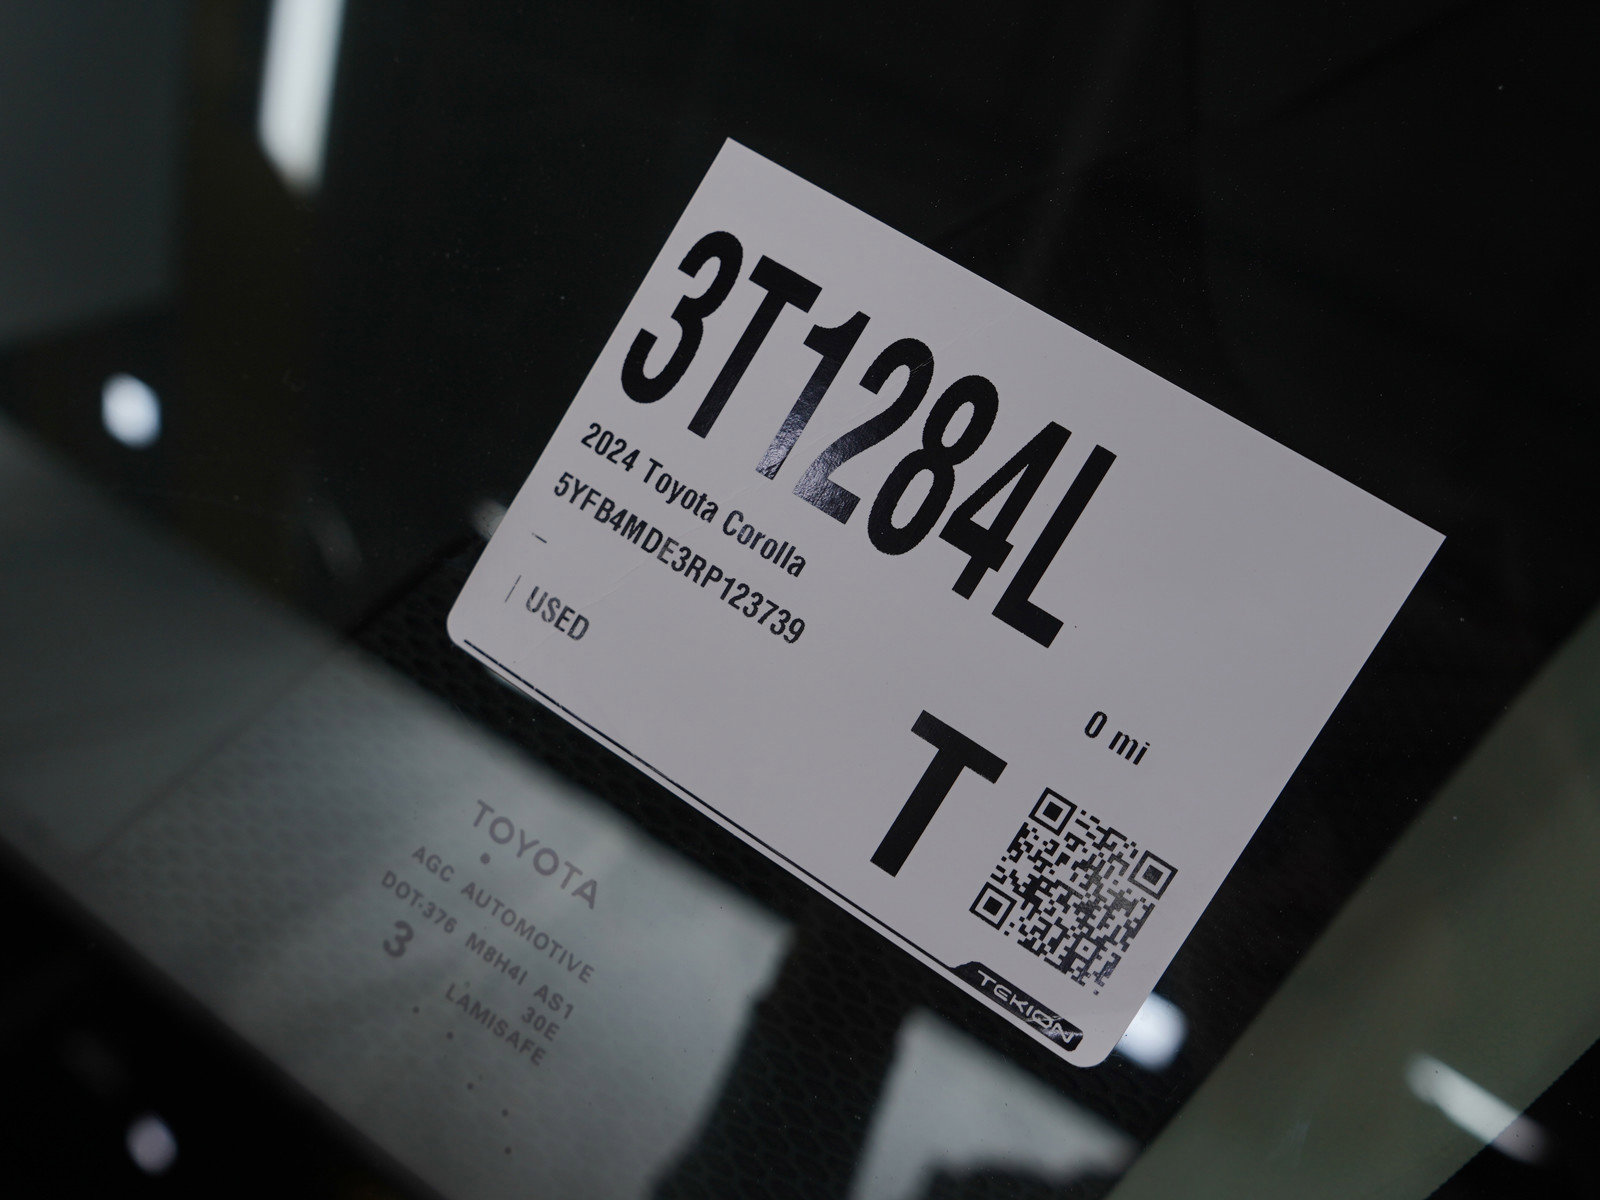 3T1284L
2024 Toyota Corolla
5YFB4MDE3RP123739
USED
0 mi
T
TEKION
TOYOTA
AGC AUTOMOTIVE
DOT-376 M8H4I AS1
3 30E
LAMISAFE